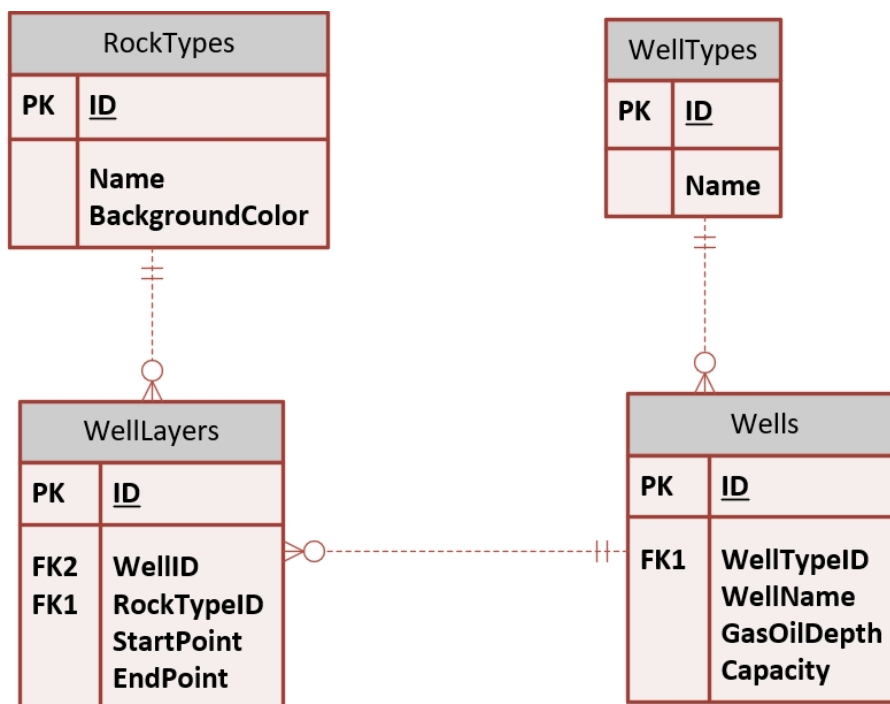 RockTypes
PK ID
Name
BackgroundColor
WellTypes
PK ID
Name
WellLayers
PK ID
FK2 WellID
FK1 RockTypeID
StartPoint
EndPoint
Wells
PK ID
FK1 WellTypeID
WellName
GasOilDepth
Capacity